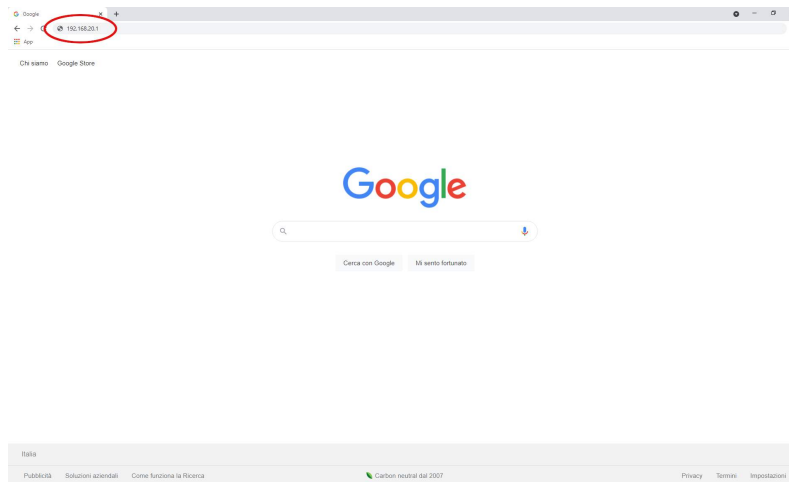 Google
192.168.20.1
App
Chi siamo Google Store
Google
Cerca con Google Mi sento fortunato
Italia
Pubblicità Soluzioni aziendali Come funziona la Ricerca Carbon neutral dal 2007 Privacy Termini Impostazioni